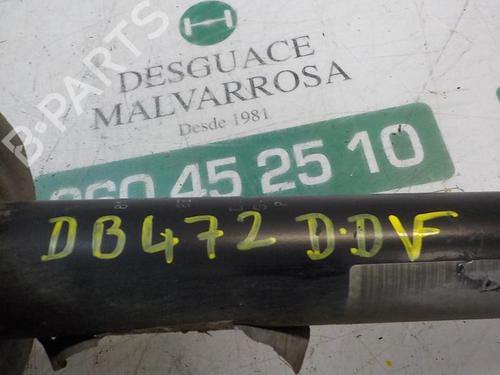 DESGUACE
MALVARROSA
Desde 1981
960 45 25 10
DB472 D.DV
B-PARTS